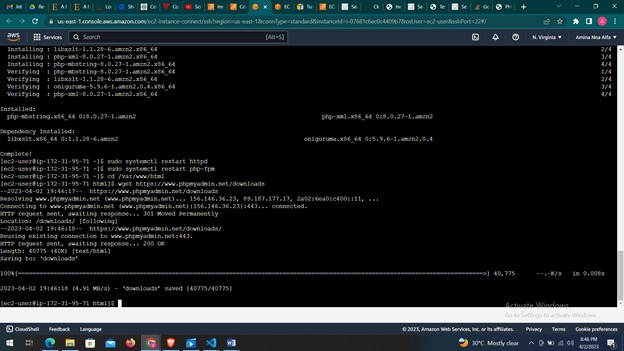 us-east-1.console.aws.amazon.com/ec2-instance-connect/ssh?region=us-east-1&connType=standard&instanceId=i-07681c6ec0c4409b7&osUser=ec2-user&sshPort=22#/
aws Services Search [Alt+S] N. Virginia Amina Nna Alfa
Installing : libxslt-1.1.28-6.amzn2.x86_64 2/4
Installing : php-xml-8.0.27-1.amzn2.x86_64 3/4
Installing : php-mbstring-8.0.27-1.amzn2.x86_64 4/4
Verifying : php-mbstring-8.0.27-1.amzn2.x86_64 1/4
Verifying : libxslt-1.1.28-6.amzn2.x86_64 2/4
Verifying : oniguruma-5.9.6-1.amzn2.0.4.x86_64 3/4
Verifying : php-xml-8.0.27-1.amzn2.x86_64 4/4
Installed:
php-mbstring.x86_64 0:8.0.27-1.amzn2 php-xml.x86_64 0:8.0.27-1.amzn2
Dependency Installed:
libxslt.x86_64 0:1.1.28-6.amzn2 oniguruma.x86_64 0:5.9.6-1.amzn2.0.4
Complete!
[ec2-user@ip-172-31-95-71 ~]$ sudo systemctl restart httpd
[ec2-user@ip-172-31-95-71 ~]$ sudo systemctl restart php-fpm
[ec2-user@ip-172-31-95-71 ~]$ cd /var/www/html
[ec2-user@ip-172-31-95-71 html]$ wget https://www.phpmyadmin.net/downloads
--2023-04-02 19:46:17-- https://www.phpmyadmin.net/downloads
Resolving www.phpmyadmin.net (www.phpmyadmin.net)... 156.146.36.23, 89.187.177.17, 2a02:6ea0:c400::11, ...
Connecting to www.phpmyadmin.net (www.phpmyadmin.net)|156.146.36.23|:443... connected.
HTTP request sent, awaiting response... 301 Moved Permanently
Location: /downloads/ [following]
--2023-04-02 19:46:18-- https://www.phpmyadmin.net/downloads/
Reusing existing connection to www.phpmyadmin.net:443.
HTTP request sent, awaiting response... 200 OK
Length: 40775 (40K) [text/html]
Saving to: ‘downloads’
100%[=====================================================>] 40,775 --.-K/s in 0.008s
2023-04-02 19:46:18 (4.91 MB/s) - ‘downloads’ saved [40775/40775]
[ec2-user@ip-172-31-95-71 html]$
Activate Windows
Go to Settings to activate Windows.
CloudShell Feedback Language © 2023, Amazon Web Services, Inc. or its affiliates. Privacy Terms Cookie preferences
30°C Mostly clear 8:46 PM
4/2/2023